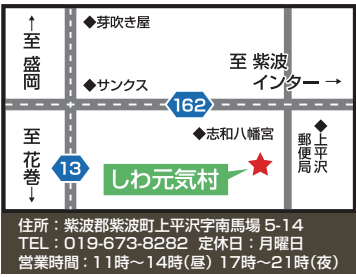 ↑至 盛岡
◆芽吹き屋
◆サンクス
至 紫波
インター→
162
◆志和八幡宮
◆上平沢
郵便局
至 花巻↓
13
しわ元気村
住所：紫波郡紫波町上平沢字南馬場 5-14
TEL：019-673-8282 定休日：月曜日
営業時間：11時～14時(昼) 17時～21時(夜)